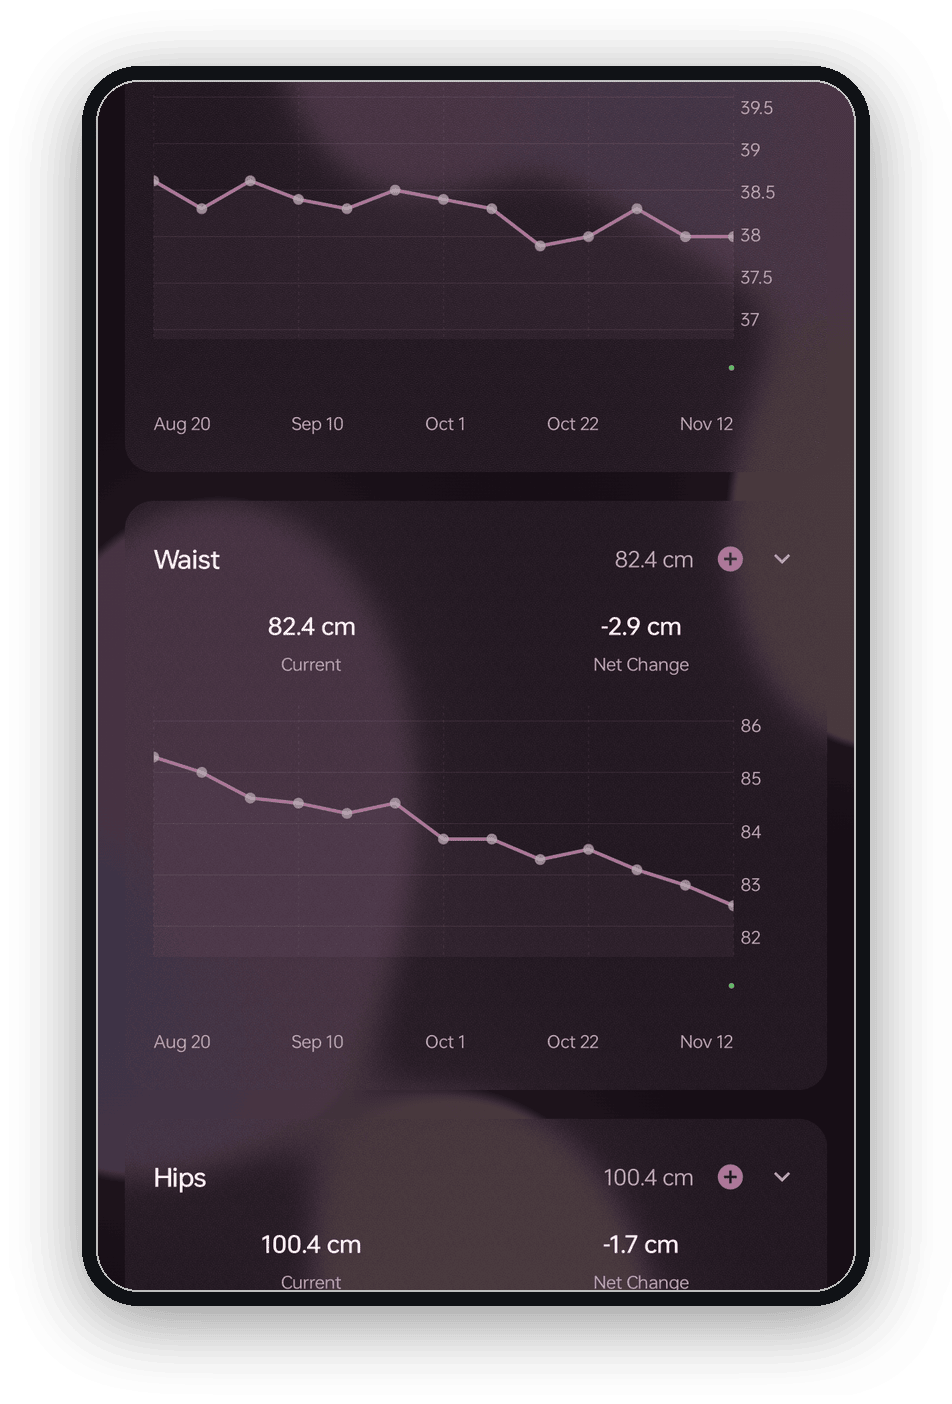 39.5
39
38.5
38
37.5
37
Aug 20 Sep 10 Oct 1 Oct 22 Nov 12
Waist 82.4 cm
82.4 cm -2.9 cm
Current Net Change
86
85
84
83
82
Aug 20 Sep 10 Oct 1 Oct 22 Nov 12
Hips 100.4 cm
100.4 cm -1.7 cm
Current Net Change